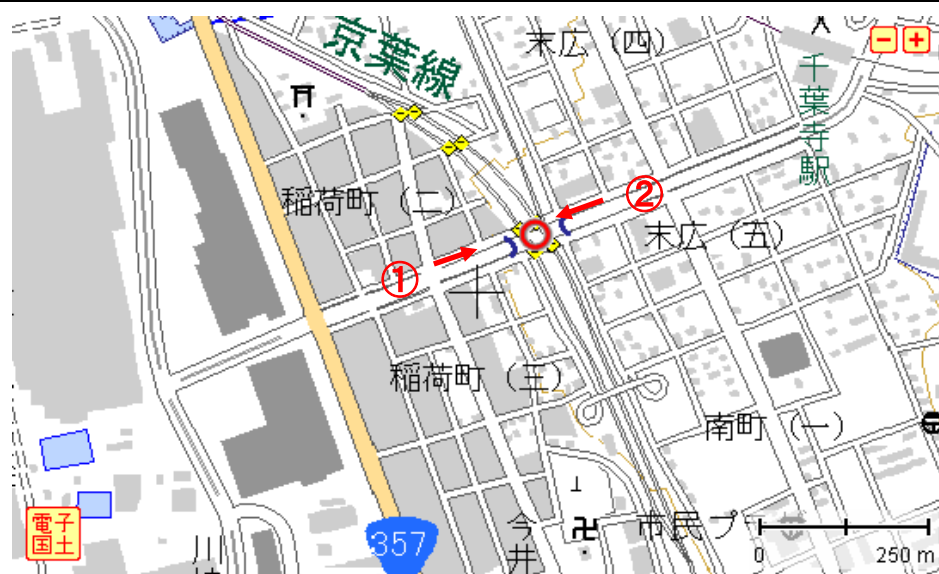 京葉線
末広(四)
千葉寺駅
稲荷町(二)
②
末広(五)
①
稲荷町(三)
南町(一)
357
今井
市民プ
電子国土
0
250 m